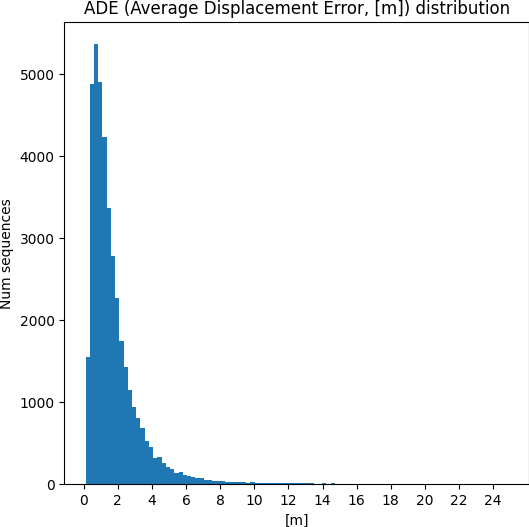 ADE (Average Displacement Error, [m]) distribution
Num sequences
5000
4000
3000
2000
1000
0
0 2 4 6 8 10 12 14 16 18 20 22 24
[m]